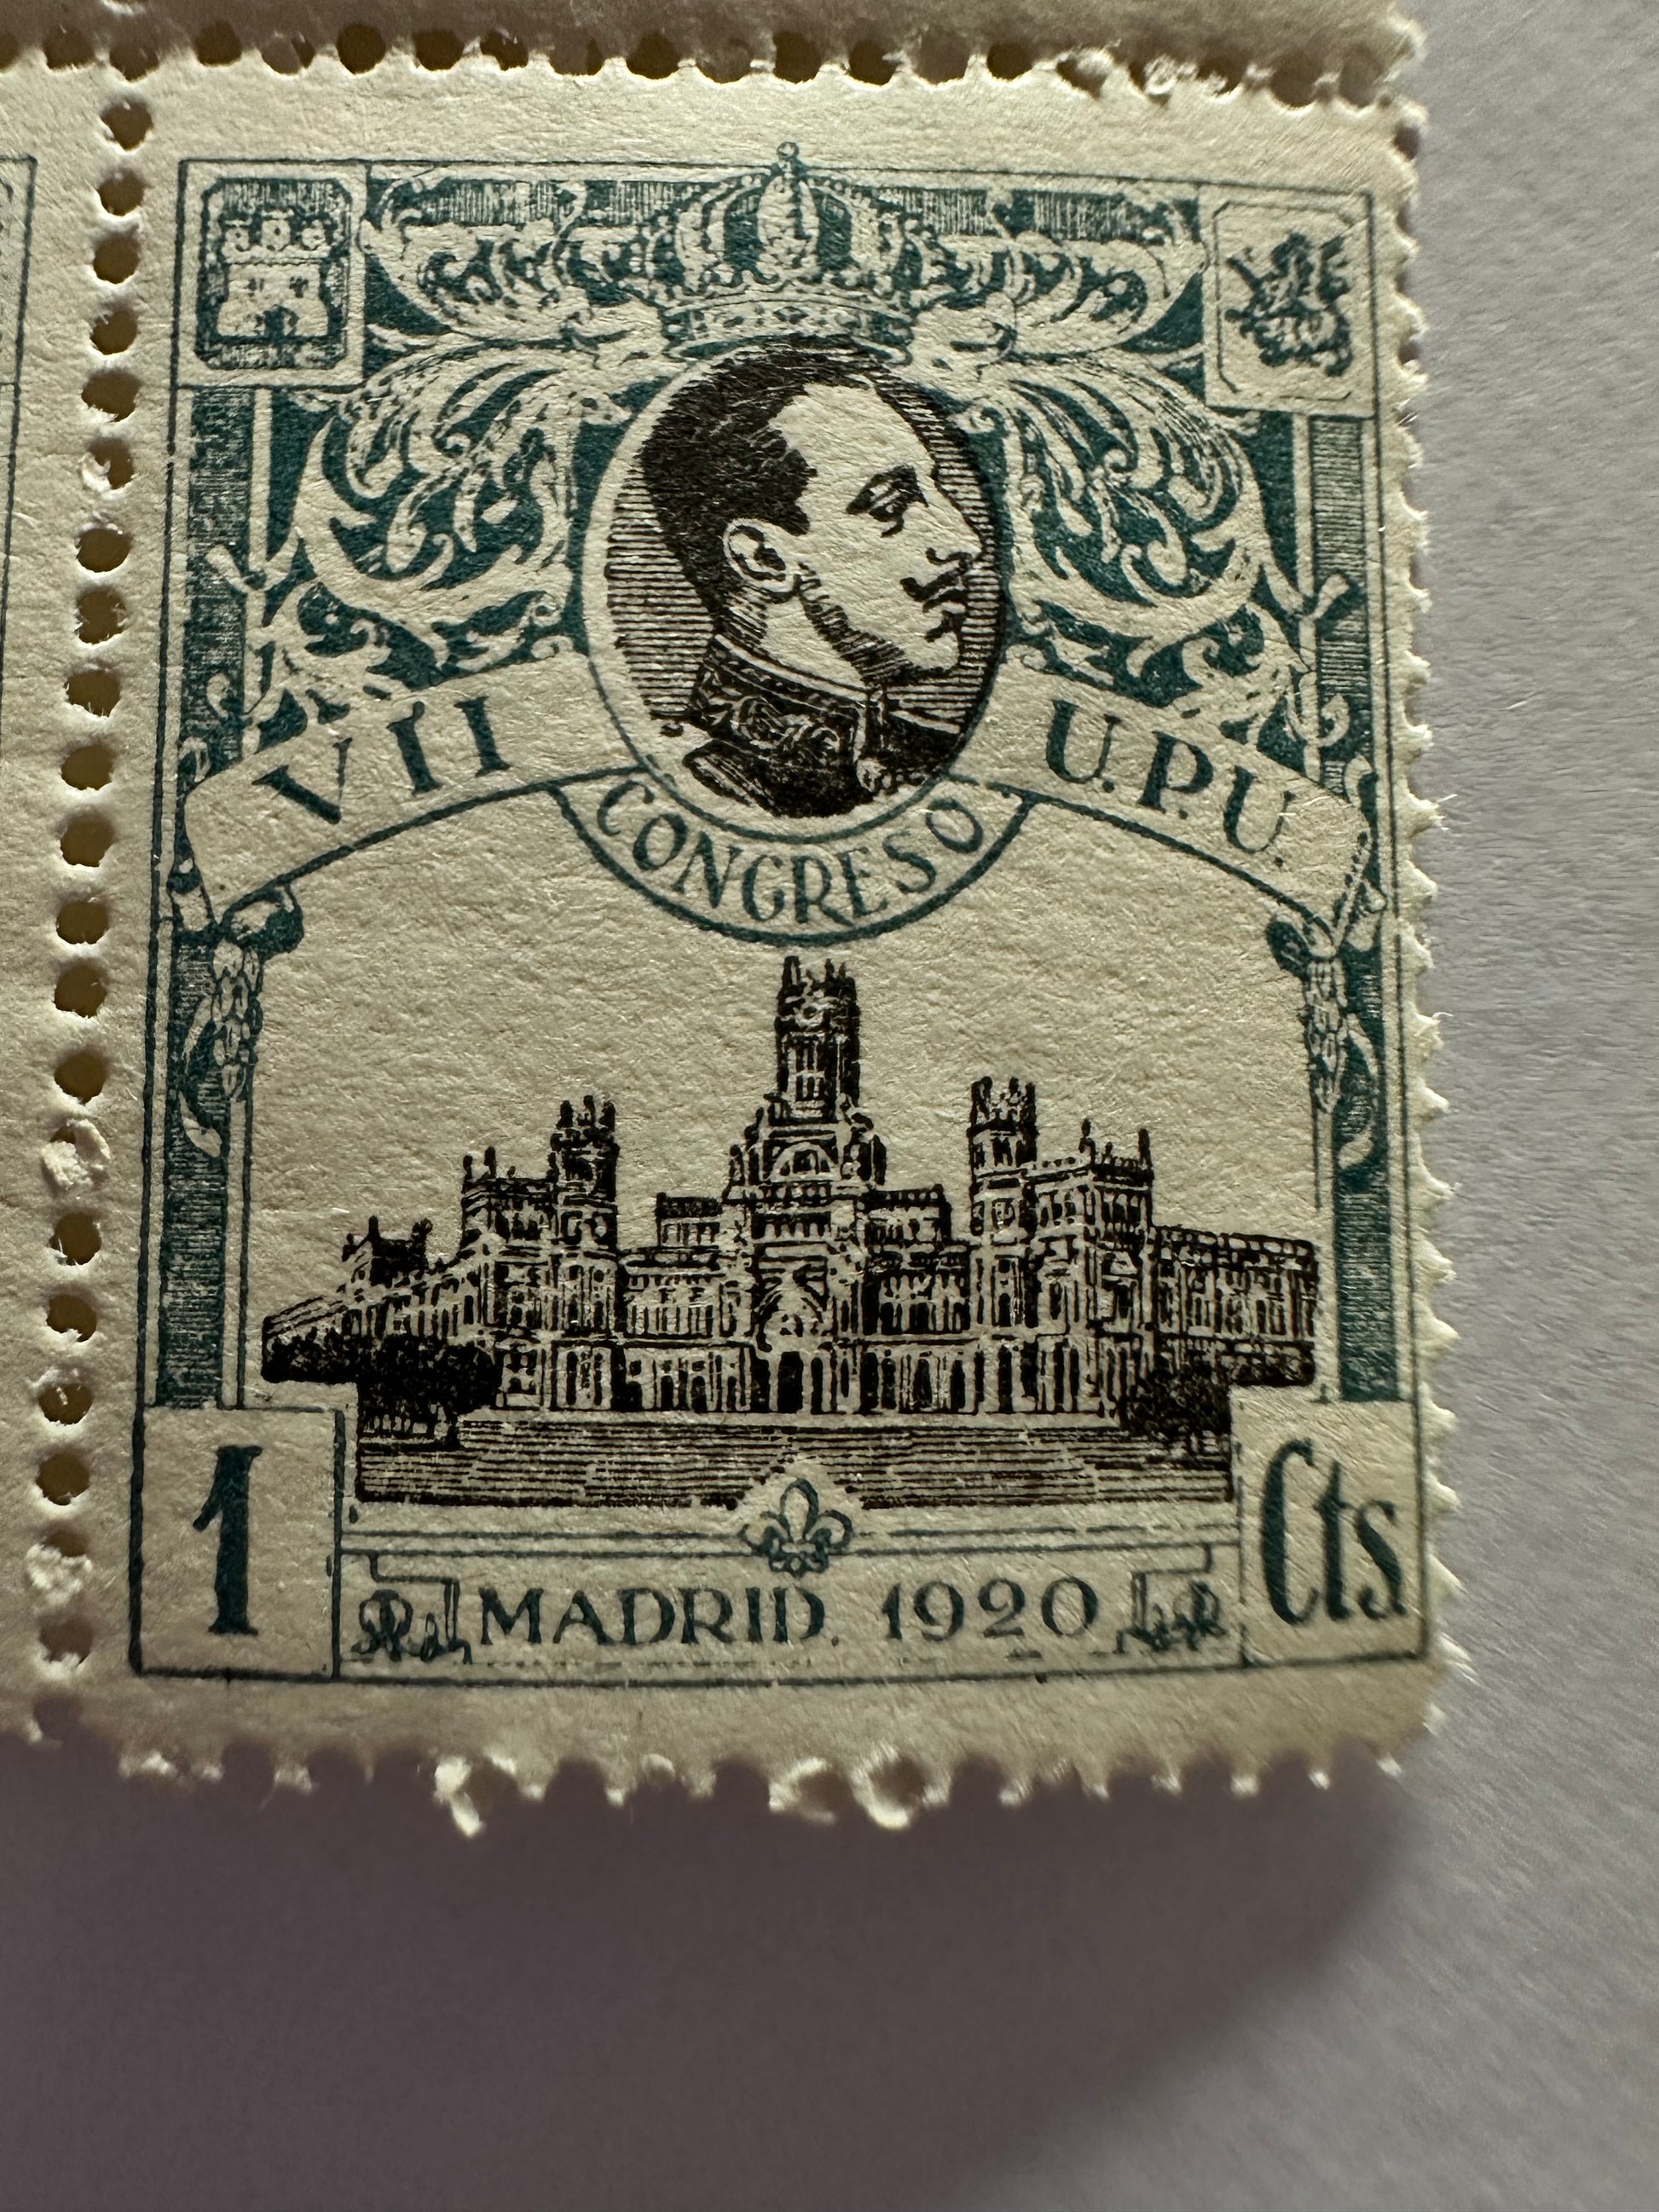 VII U.P.U.
CONGRESO
1 Cts
MADRID. 1920